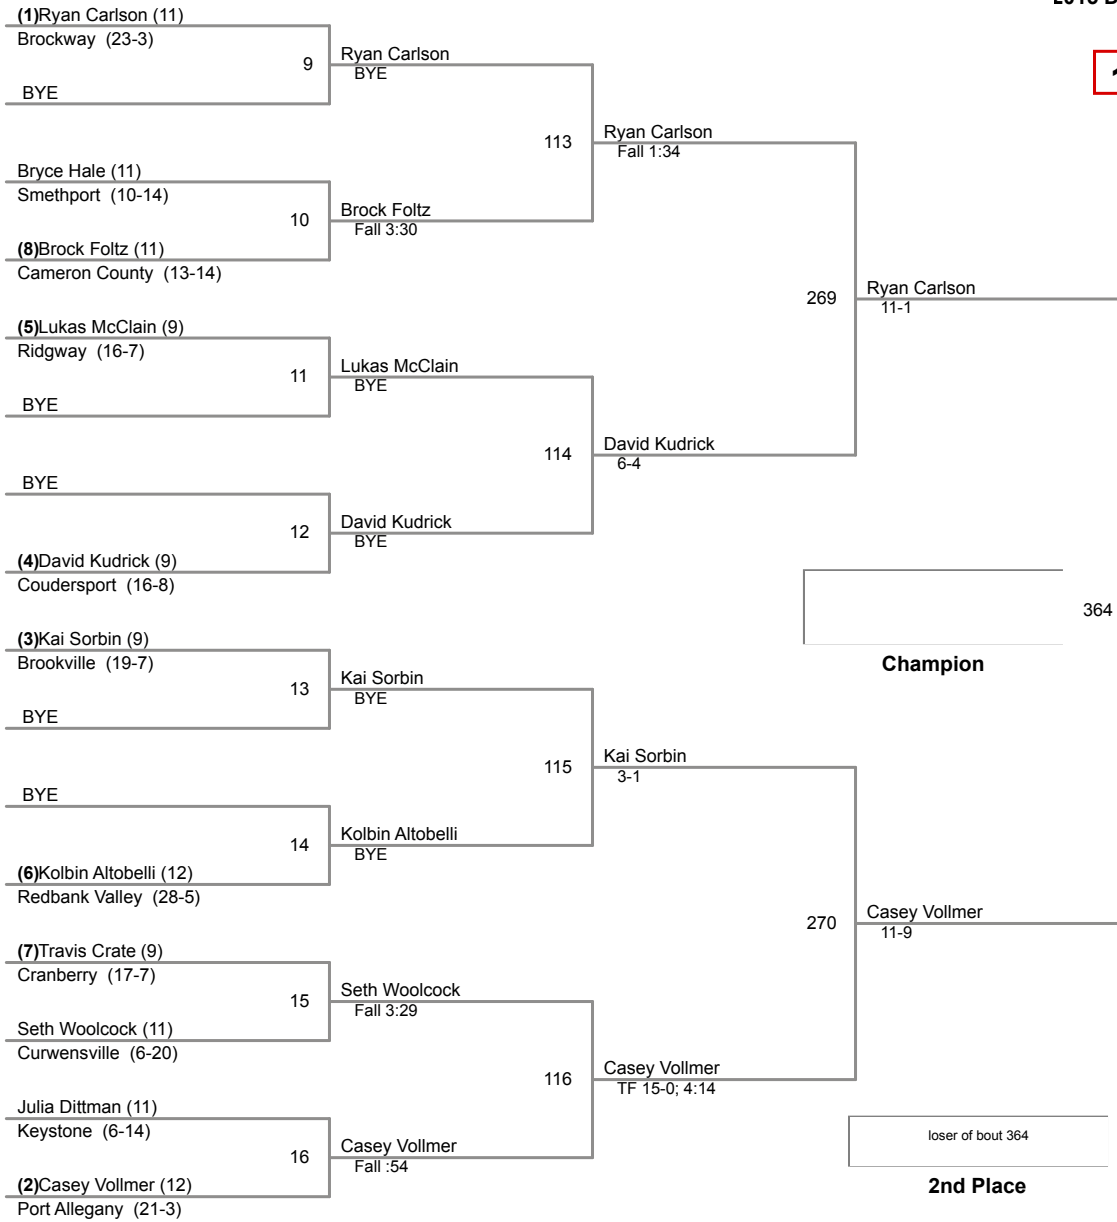 2018
(1)Ryan Carlson (11)
Brockway (23-3)
9
Ryan Carlson
BYE
BYE
113
Ryan Carlson
Fall 1:34
Bryce Hale (11)
Smethport (10-14)
10
Brock Foltz
Fall 3:30
(8)Brock Foltz (11)
Cameron County (13-14)
269
Ryan Carlson
11-1
(5)Lukas McClain (9)
Ridgway (16-7)
11
Lukas McClain
BYE
BYE
114
David Kudrick
6-4
BYE
12
David Kudrick
BYE
(4)David Kudrick (9)
Coudersport (16-8)
364
Champion
(3)Kai Sorbin (9)
Brookville (19-7)
13
Kai Sorbin
BYE
BYE
115
Kai Sorbin
3-1
BYE
14
Kolbin Altobelli
BYE
(6)Kolbin Altobelli (12)
Redbank Valley (28-5)
270
Casey Vollmer
11-9
(7)Travis Crate (9)
Cranberry (17-7)
15
Seth Woolcock
Fall 3:29
Seth Woolcock (11)
Curwensville (6-20)
116
Casey Vollmer
TF 15-0; 4:14
Julia Dittman (11)
Keystone (6-14)
16
Casey Vollmer
Fall :54
(2)Casey Vollmer (12)
Port Allegany (21-3)
loser of bout 364
2nd Place